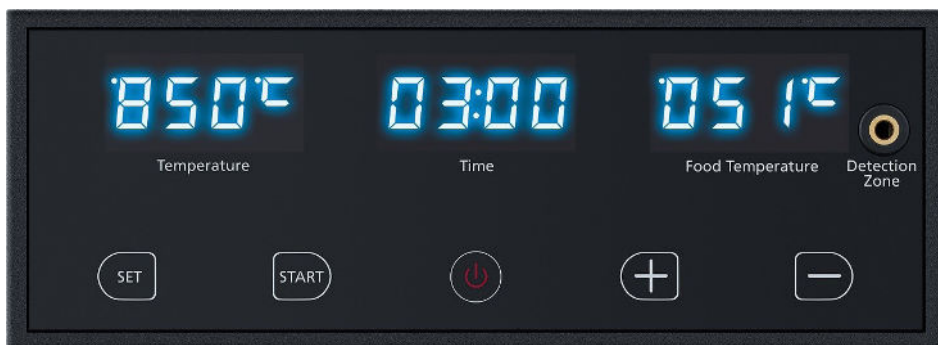 850°C
Temperature
03:00
Time
051°C
Food Temperature
Detection
Zone
SET
START